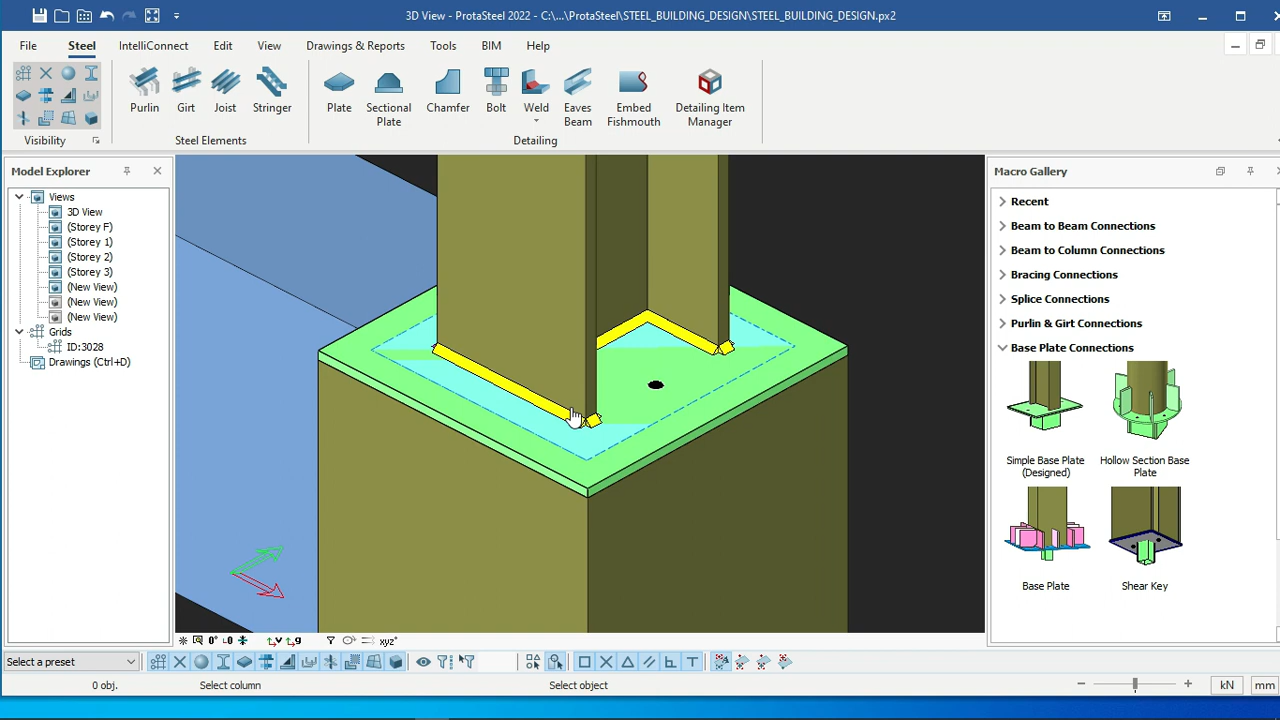 3D View - ProtaSteel 2022 - C:\...\ProtaSteel\STEEL_BUILDING_DESIGN\STEEL_BUILDING_DESIGN.px2
File Steel IntelliConnect Edit View Drawings & Reports Tools BIM Help
Purlin Girt Joist Stringer Plate Sectional Plate Chamfer Bolt Weld Eaves Beam Embed Fishmouth Detailing Item Manager
Visibility Steel Elements Detailing
Model Explorer
Views
3D View
(Storey F)
(Storey 1)
(Storey 2)
(Storey 3)
(New View)
(New View)
(New View)
Grids
ID:3028
Drawings (Ctrl+D)
Macro Gallery
Recent
Beam to Beam Connections
Beam to Column Connections
Bracing Connections
Splice Connections
Purlin & Girt Connections
Base Plate Connections
Simple Base Plate (Designed)
Hollow Section Base Plate
Base Plate
Shear Key
xyz*
Select a preset
0 obj. Select column Select object kN mm